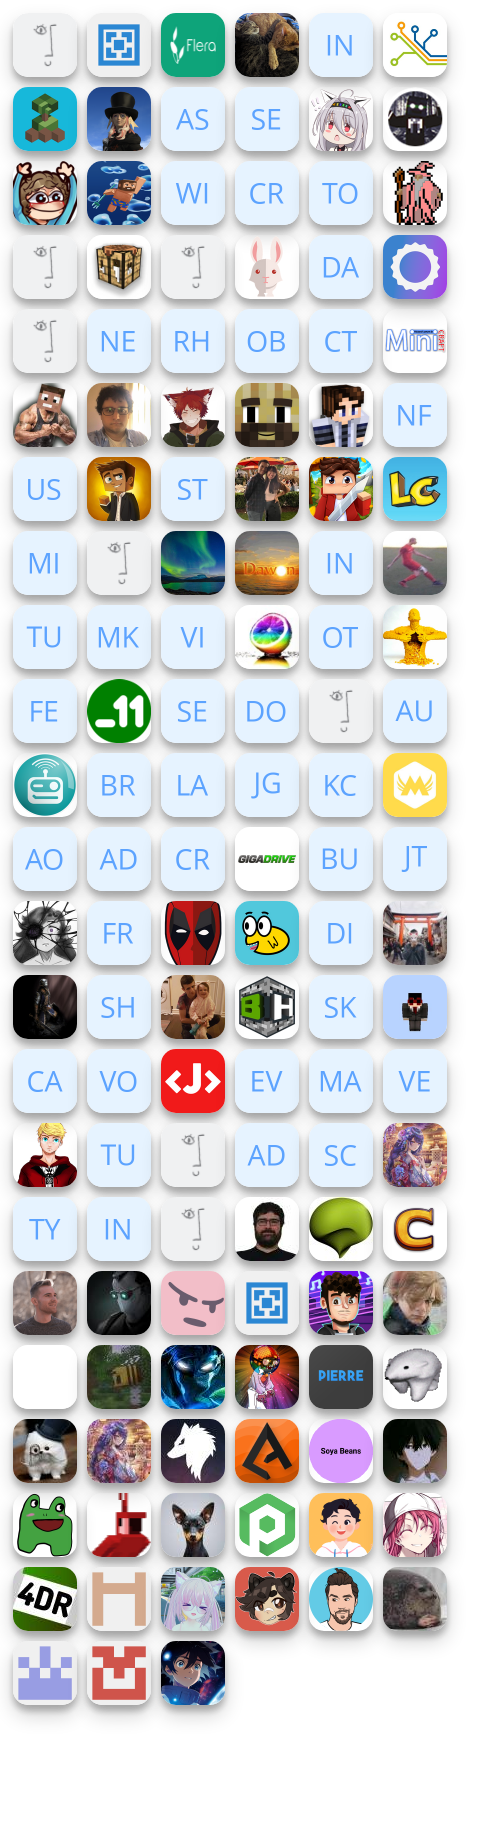 Flera IN
AS SE
WI CR TO
DA
NE RH OB CT Mini
NF
US ST LC
MI Dawn IN
TU MK VI OT
FE _11 SE DO AU
BR LA JG KC
AO AD CR GIGADRIVE BU JT
FR DI
SH BH SK
CA VO <J> EV MA VE
TU AD SC
TY IN C
PIERRE
Soya Beans
4DR